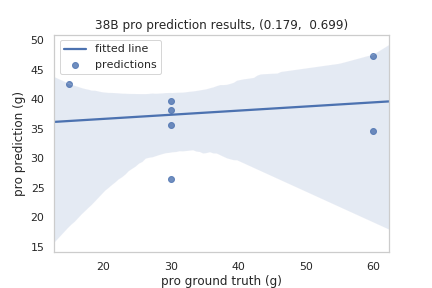 38B pro prediction results, (0.179,  0.699)
fitted line
predictions
50
45
40
35
30
25
20
15
pro prediction (g)
20 30 40 50 60
pro ground truth (g)